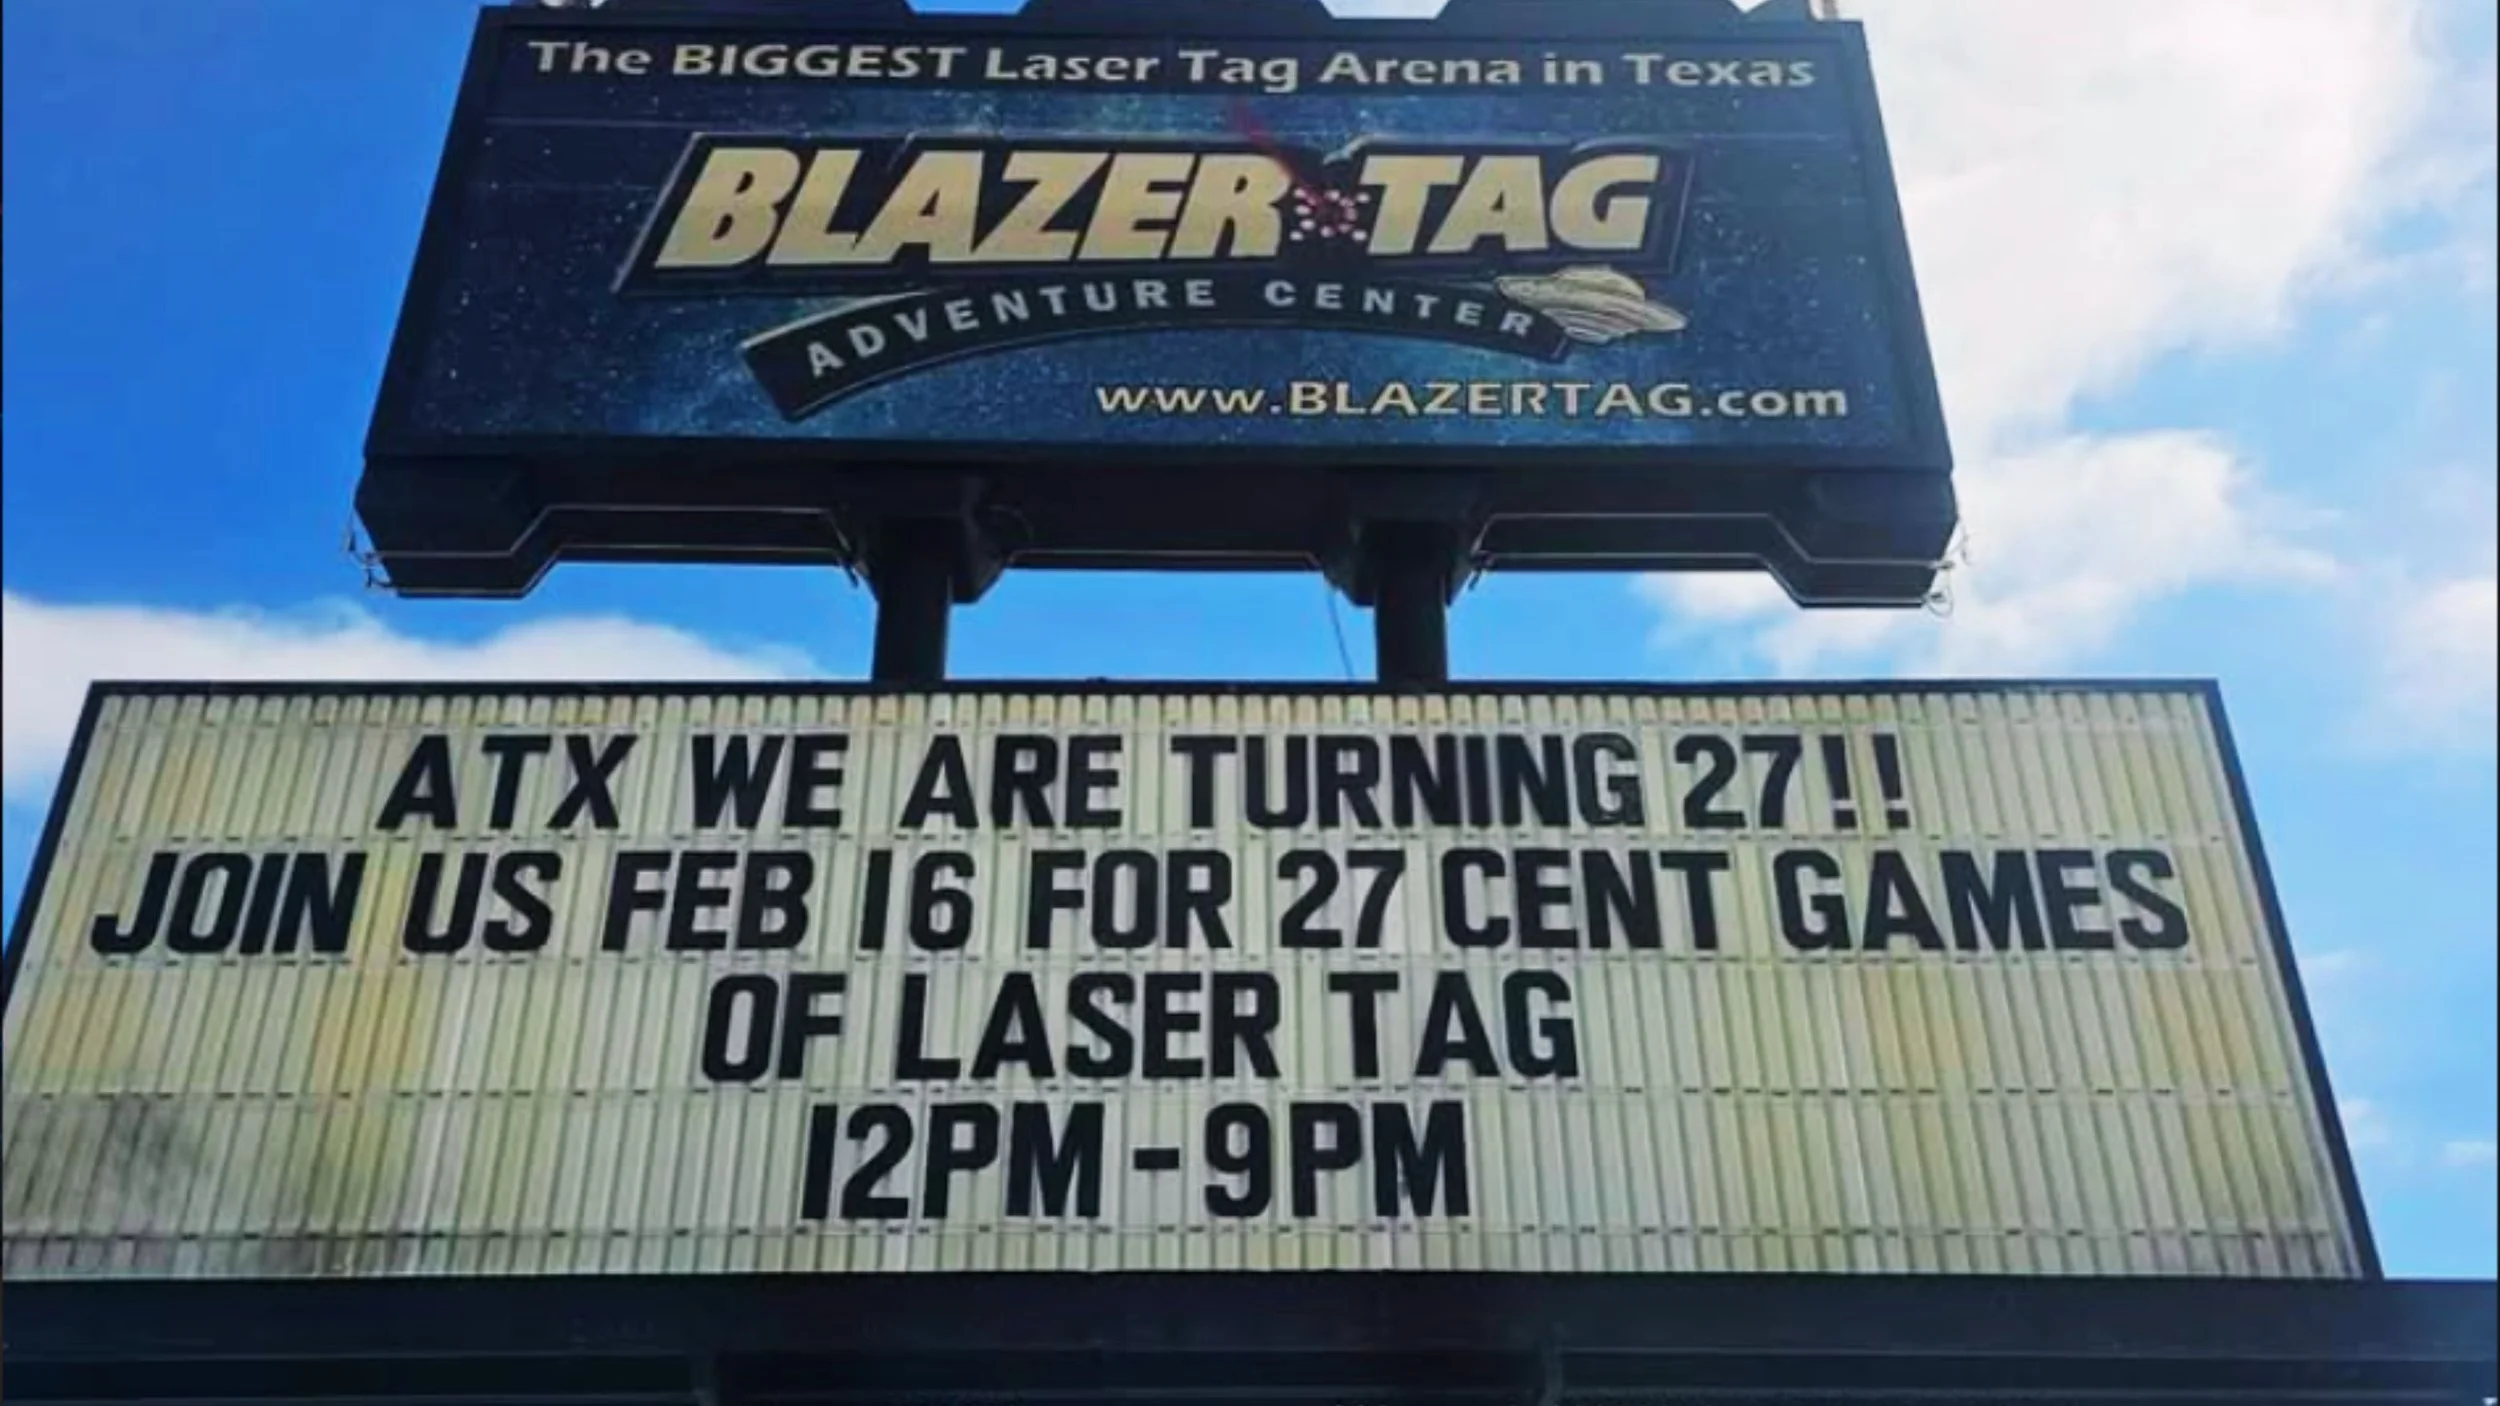 The BIGGEST Laser Tag Arena in Texas
BLAZER TAG
ADVENTURE CENTER
www.BLAZERTAG.com
ATX WE ARE TURNING 27!!
JOIN US FEB 16 FOR 27 CENT GAMES
OF LASER TAG
12PM-9PM